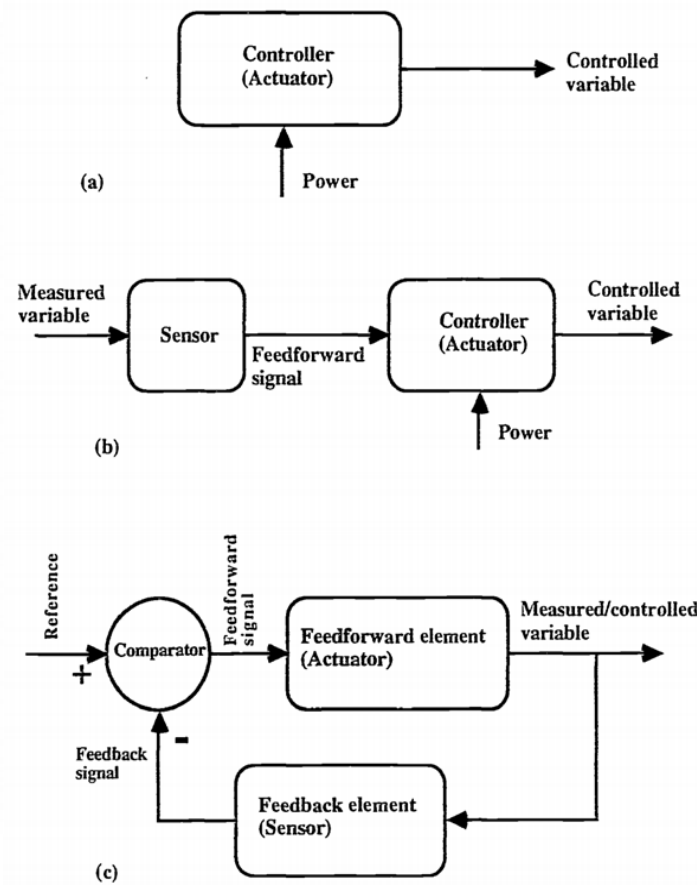 Controller
(Actuator)
Controlled
variable
Power
(a)
Measured
variable
Sensor
Feedforward
signal
Controller
(Actuator)
Controlled
variable
Power
(b)
Reference
+
Comparator
-
Feedforward
signal
Feedforward element
(Actuator)
Measured/controlled
variable
Feedback
signal
Feedback element
(Sensor)
(c)